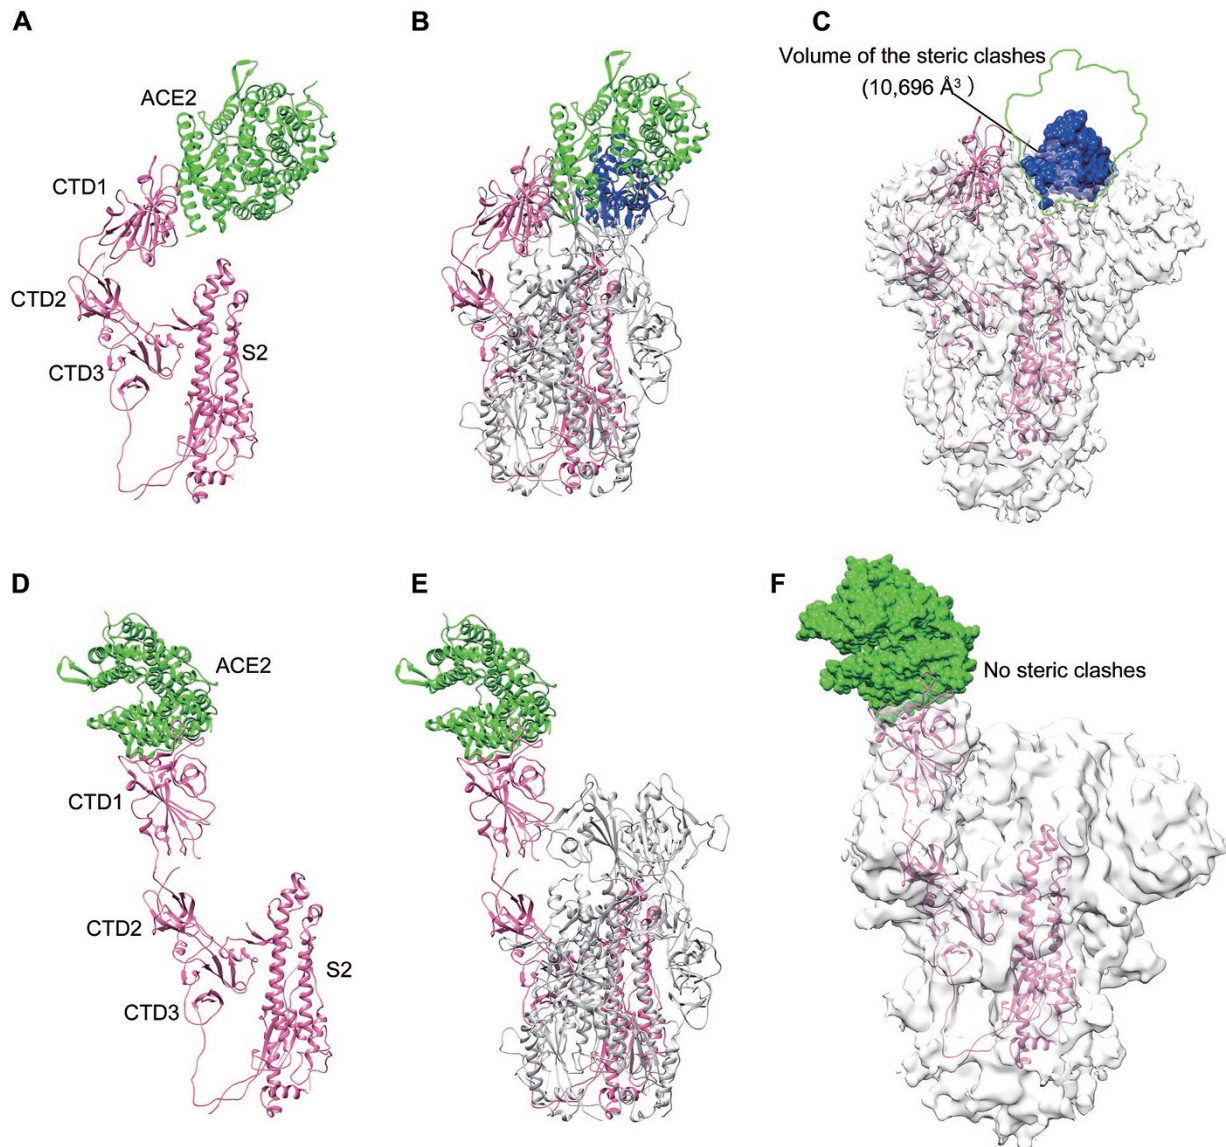 A
B
C
Volume of the steric clashes
(10,696 Å³ )
ACE2
CTD1
CTD2
CTD3
S2
D
E
F
ACE2
No steric clashes
CTD1
CTD2
S2
CTD3